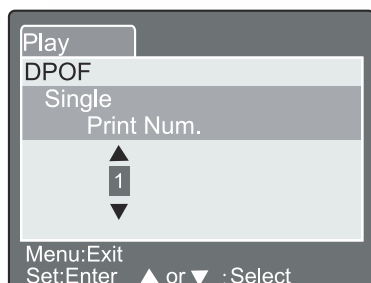 Play
DPOF
Single
Print Num.
1
Menu:Exit
Set:Enter ▲ or ▼ :Select